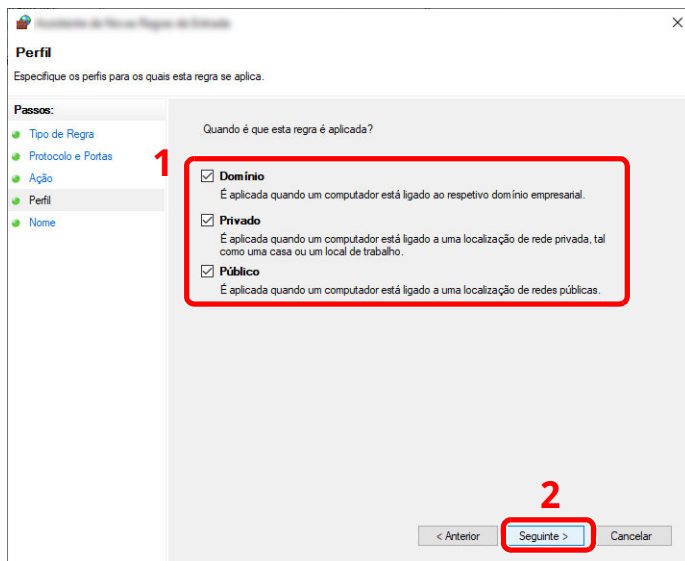 Perfil
Especifique os perfis para os quais esta regra se aplica.
Passos:
Tipo de Regra
Protocolo e Portas
Ação
Perfil
Nome
Quando é que esta regra é aplicada?
1
Domínio
É aplicada quando um computador está ligado ao respetivo domínio empresarial.
Privado
É aplicada quando um computador está ligado a uma localização de rede privada, tal
como uma casa ou um local de trabalho.
Público
É aplicada quando um computador está ligado a uma localização de redes públicas.
2
< Anterior
Seguinte >
Cancelar